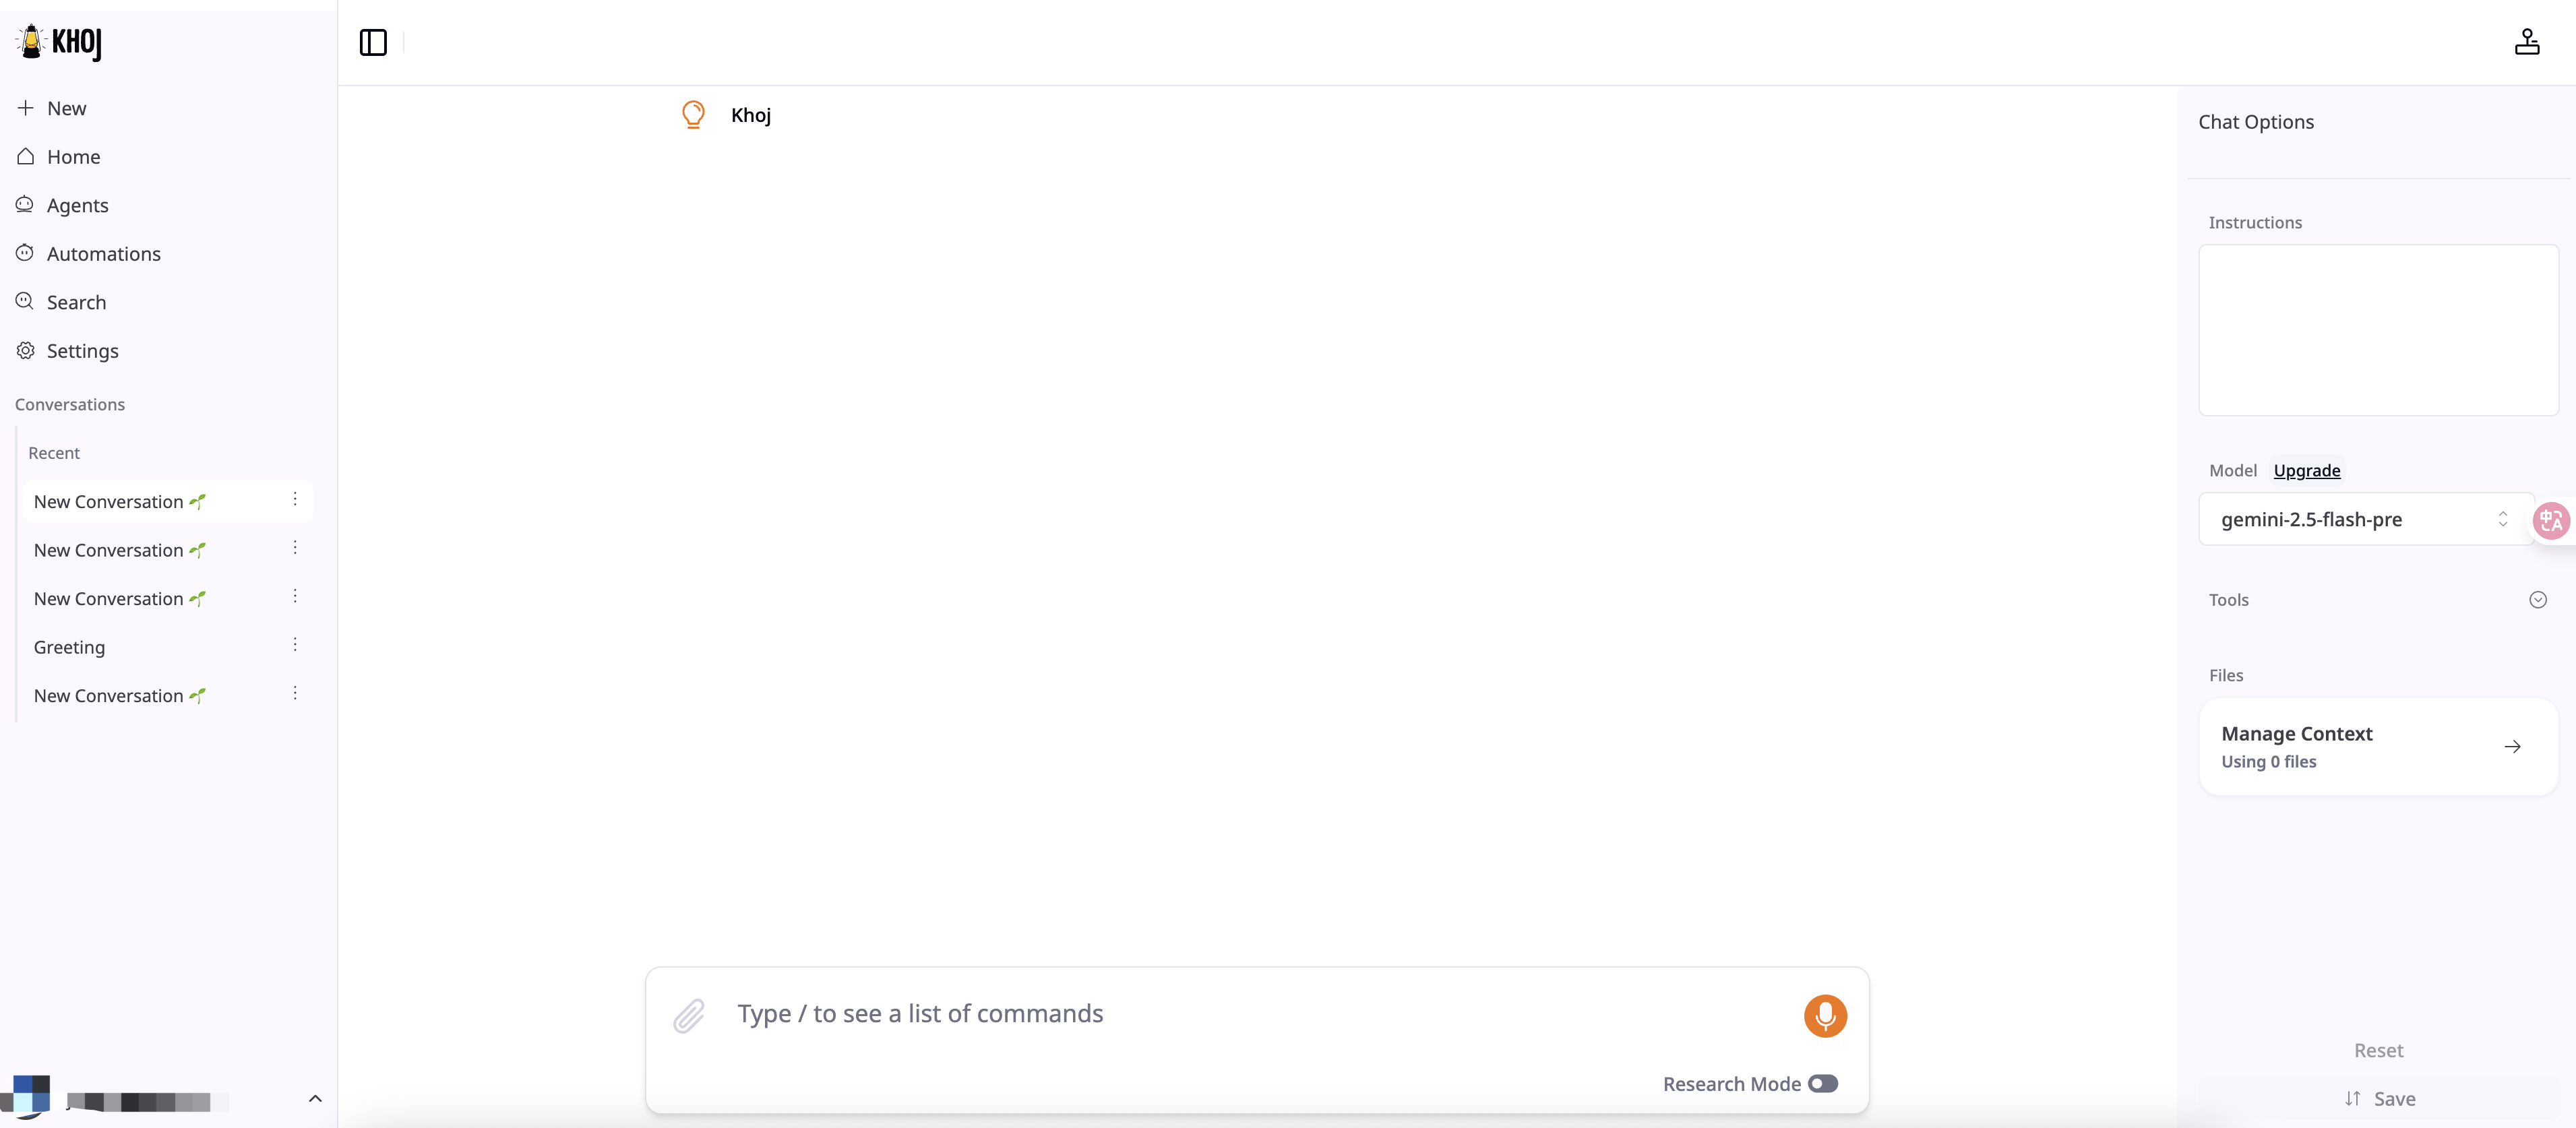 KHOJ
New
Home
Agents
Automations
Search
Settings
Conversations
Recent
New Conversation 🌱
New Conversation 🌱
New Conversation 🌱
Greeting
New Conversation 🌱
Khoj
Type / to see a list of commands
Research Mode
Chat Options
Instructions
Model Upgrade
gemini-2.5-flash-pre
中A
Tools
Files
Manage Context
Using 0 files
Reset
Save